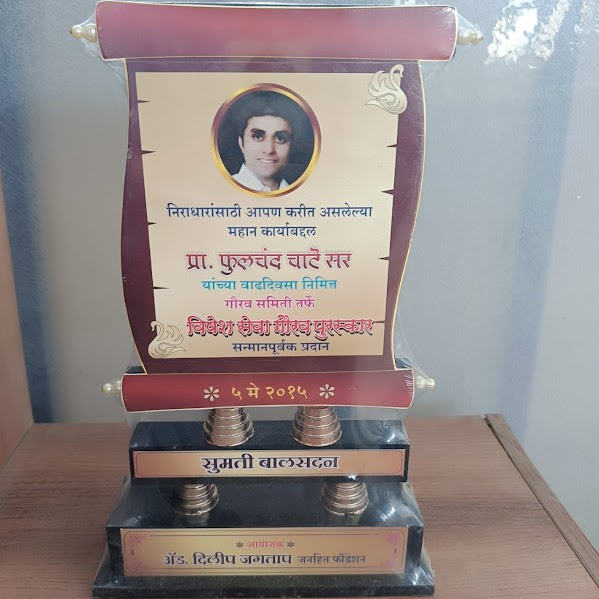 निराधारांसाठी आपण करीत असलेल्या
महान कार्याबद्दल
प्रा. फुलचंद चाटे सर
यांच्या वाढदिवसा निमित्त
गौरव समिती तर्फे
विषेश सेवा गौरव पुरस्कार
सन्मानपूर्वक प्रदान
५ मे २०१५
सुमती बालसदन
आयोजक
ॲड. दिलीप जगताप जनहित फौंडेशन